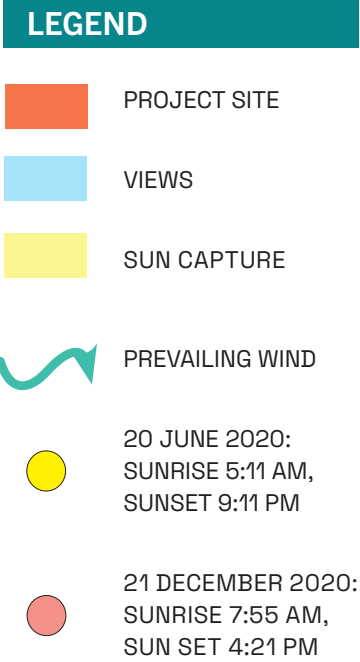 LEGEND
PROJECT SITE
VIEWS
SUN CAPTURE
PREVAILING WIND
20 JUNE 2020:
SUNRISE 5:11 AM,
SUNSET 9:11 PM
21 DECEMBER 2020:
SUNRISE 7:55 AM,
SUN SET 4:21 PM